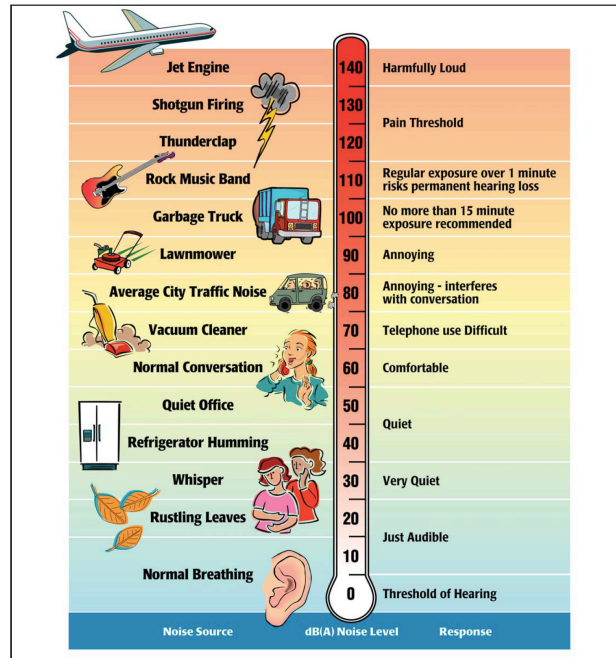 Jet Engine 140 Harmfully Loud
Shotgun Firing 130
Pain Threshold
Thunderclap 120
Rock Music Band 110 Regular exposure over 1 minute
risks permanent hearing loss
Garbage Truck 100 No more than 15 minute
exposure recommended
Lawnmower 90 Annoying
Average City Traffic Noise 80 Annoying - interferes
with conversation
Vacuum Cleaner 70 Telephone use Difficult
Normal Conversation 60 Comfortable
Quiet Office 50
Quiet
Refrigerator Humming 40
Whisper 30 Very Quiet
Rustling Leaves 20
Just Audible
10
Normal Breathing
0 Threshold of Hearing
Noise Source dB(A) Noise Level Response